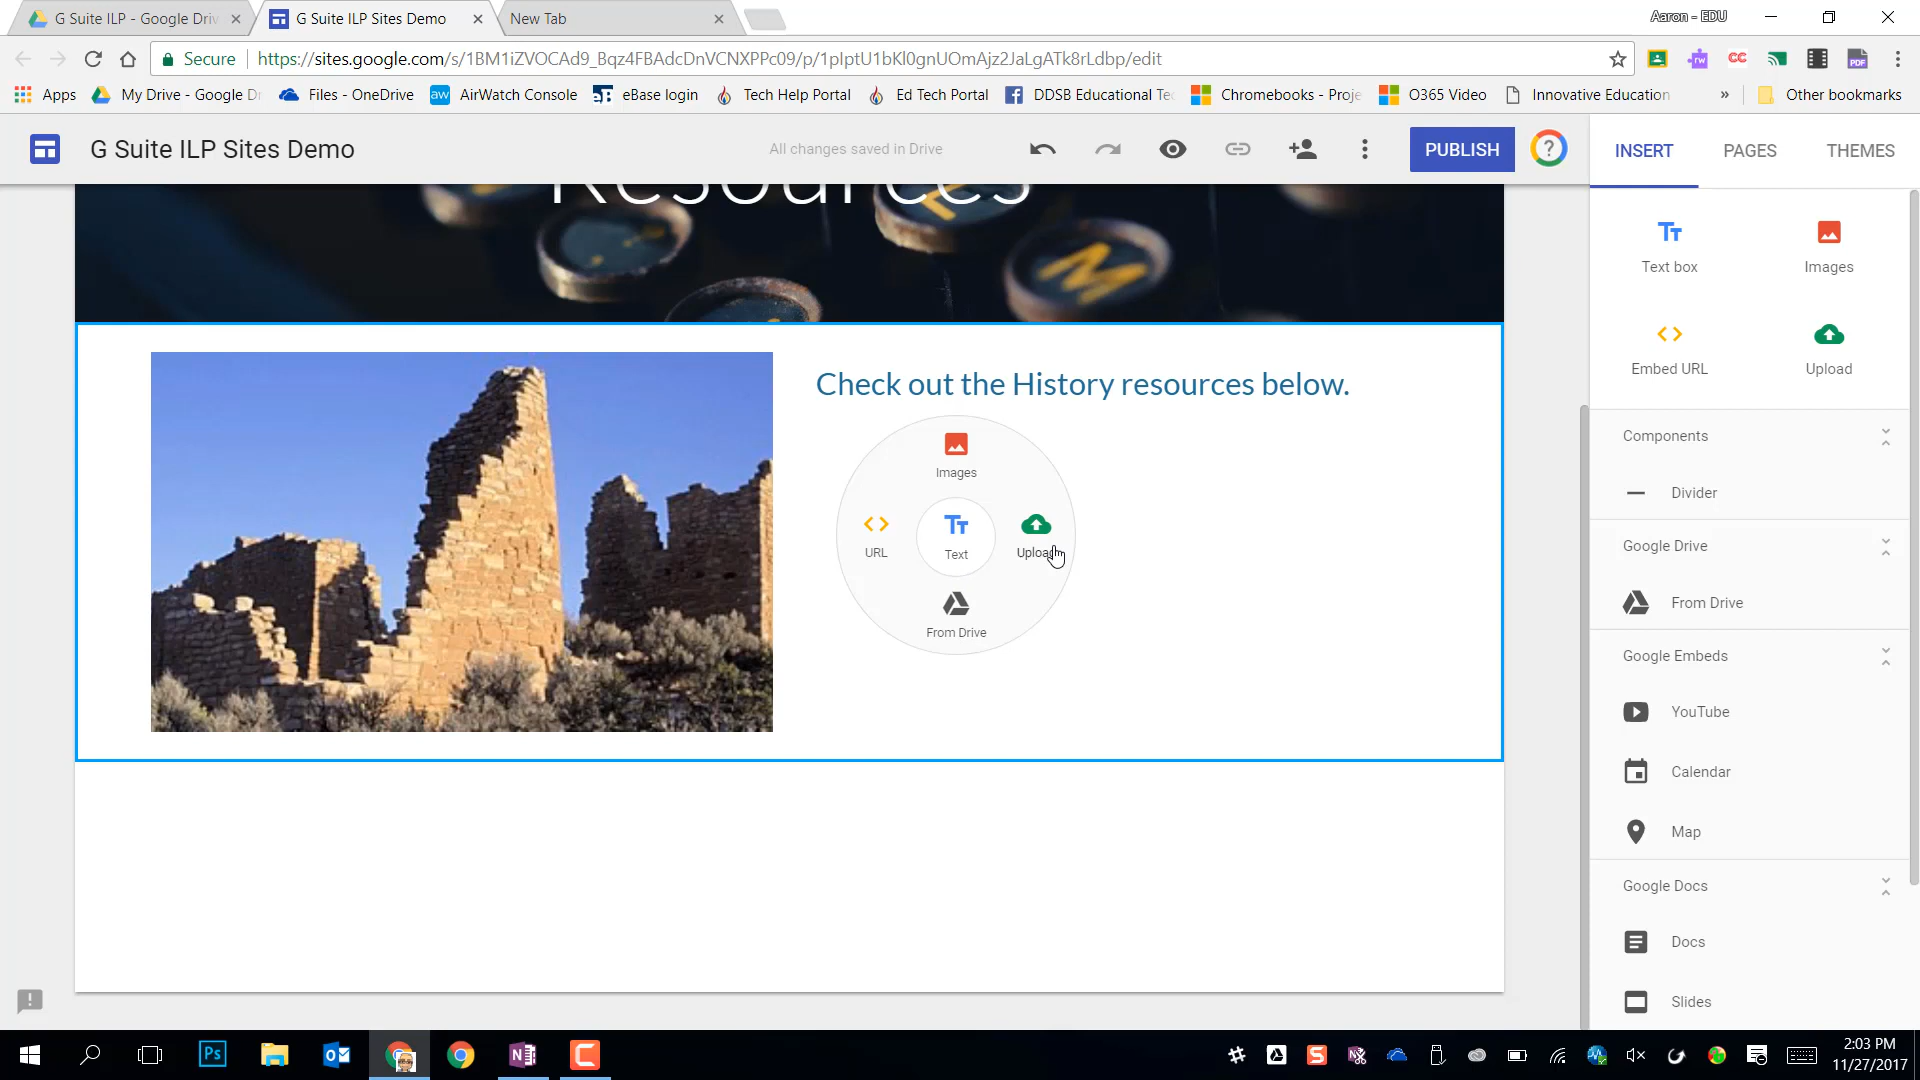 G Suite ILP - Google Driv
G Suite ILP Sites Demo
New Tab
Aaron - EDU
Secure
https://sites.google.com/s/1BM1iZVOCAd9_Bqz4FBAdcDnVCNXPPc09/p/1pIptU1bKl0gnUOmAjz2JaLgATk8rLdbp/edit
Apps
My Drive - Google Dr
Files - OneDrive
AirWatch Console
eBase login
Tech Help Portal
Ed Tech Portal
DDSB Educational Tec
Chromebooks - Proje
O365 Video
Innovative Education
»
Other bookmarks
G Suite ILP Sites Demo
All changes saved in Drive
PUBLISH
INSERT
PAGES
THEMES
Resources
Text box
Images
Embed URL
Upload
Check out the History resources below.
Images
URL
Text
Upload
From Drive
Components
Divider
Google Drive
From Drive
Google Embeds
YouTube
Calendar
Map
Google Docs
Docs
Slides
2:03 PM
11/27/2017